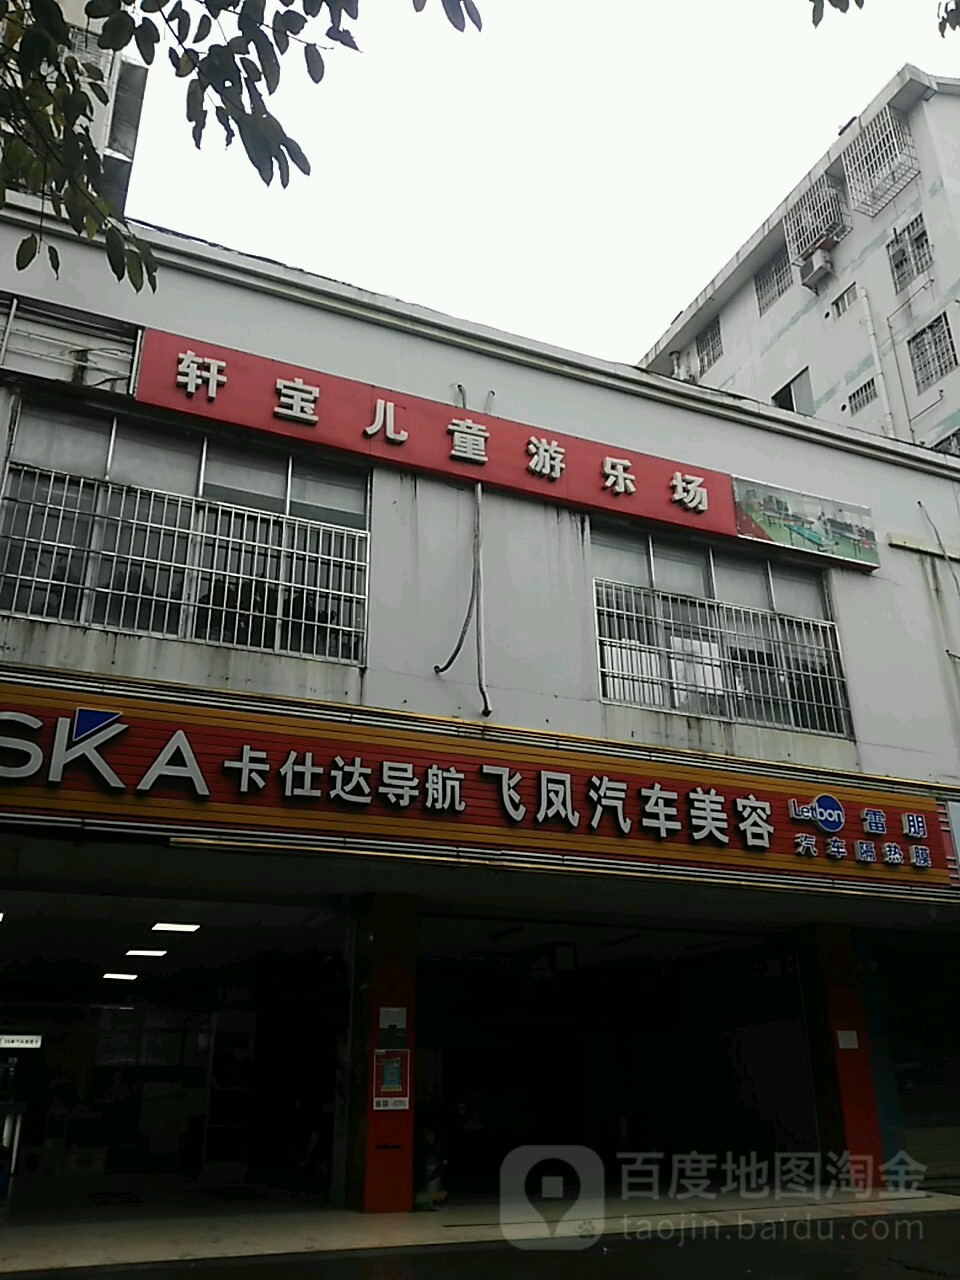 轩宝儿童游乐场
SKA 卡仕达导航 飞凤汽车美容 Letbon 雷朋
汽车隔热膜
百度地图淘金
taojin.baidu.com